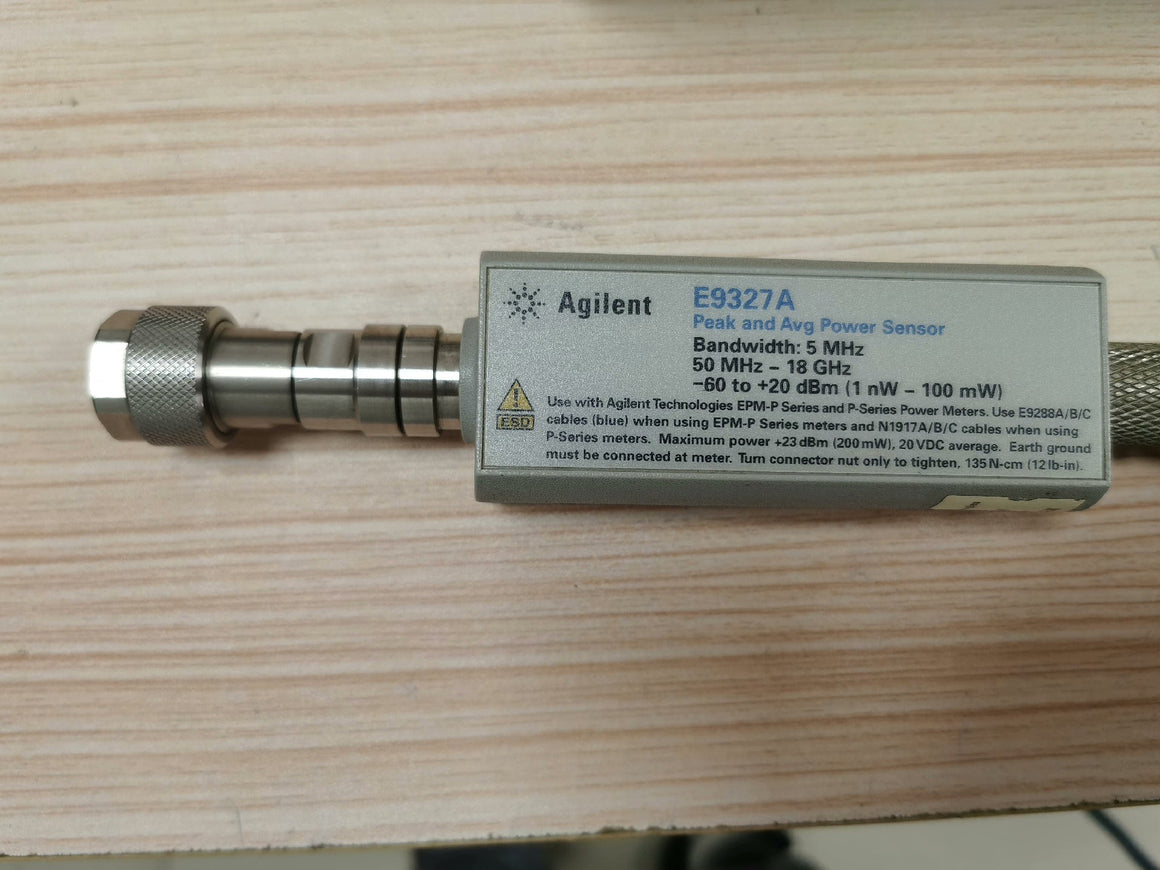 Agilent
E9327A
Peak and Avg Power Sensor
Bandwidth: 5 MHz
50 MHz – 18 GHz
–60 to +20 dBm (1 nW – 100 mW)
ESD
Use with Agilent Technologies EPM-P Series and P-Series Power Meters. Use E9288A/B/C
cables (blue) when using EPM-P Series meters and N1917A/B/C cables when using
P-Series meters. Maximum power +23 dBm (200 mW), 20 VDC average. Earth ground
must be connected at meter. Turn connector nut only to tighten, 135 N-cm (12 lb-in).